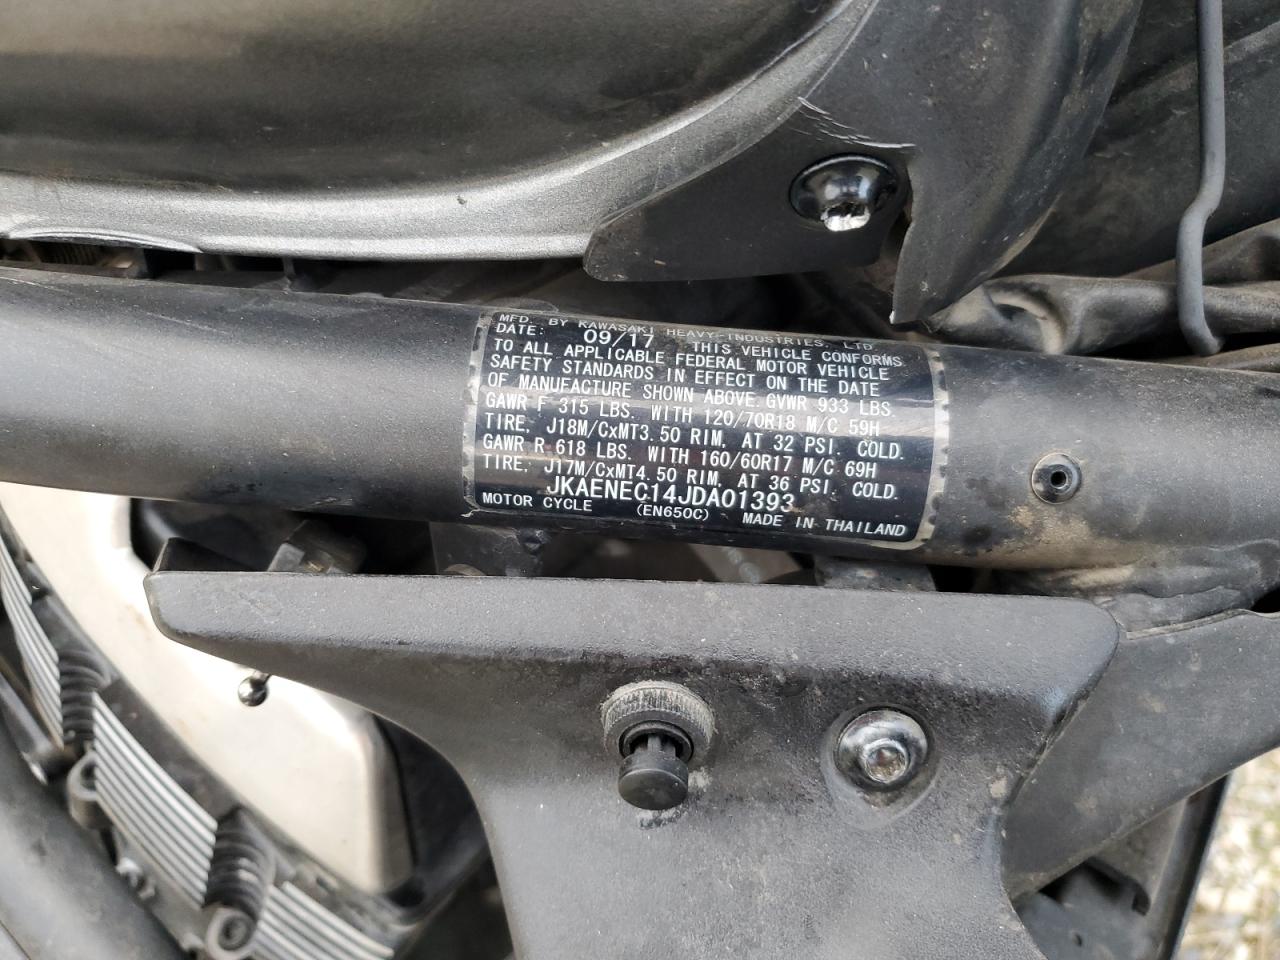 MFD. BY KAWASAKI HEAVY INDUSTRIES, LTD.
DATE: 09/17 THIS VEHICLE CONFORMS
TO ALL APPLICABLE FEDERAL MOTOR VEHICLE
SAFETY STANDARDS IN EFFECT ON THE DATE
OF MANUFACTURE SHOWN ABOVE. GVWR 933 LBS.
GAWR F 315 LBS. WITH 120/70R18 M/C 59H
TIRE, J18M/CxMT3.50 RIM, AT 32 PSI. COLD.
GAWR R 618 LBS. WITH 160/60R17 M/C 69H
TIRE, J17M/CxMT4.50 RIM, AT 36 PSI. COLD.
JKAENEC14JDA01393
MOTOR CYCLE (EN650C) MADE IN THAILAND